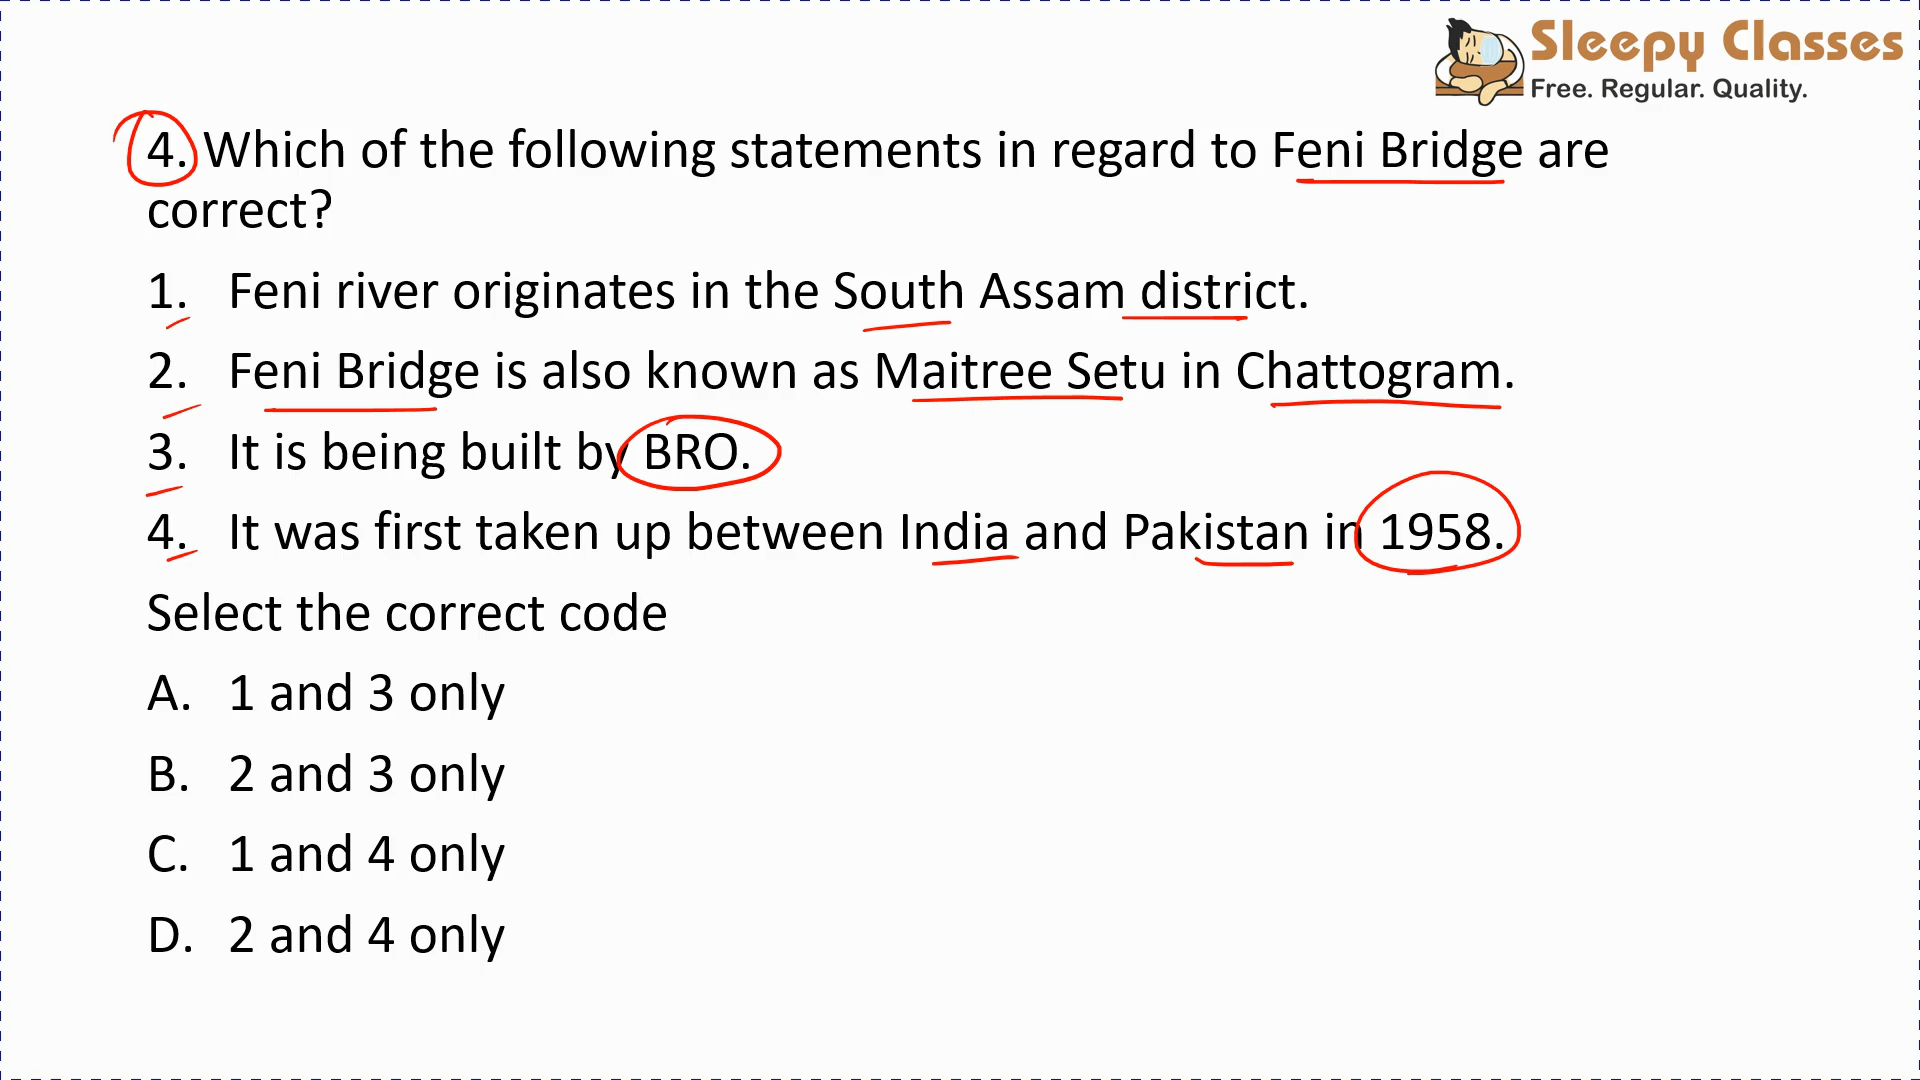 Sleepy Classes
Free. Regular. Quality.
4. Which of the following statements in regard to Feni Bridge are
correct?
1. Feni river originates in the South Assam district.
2. Feni Bridge is also known as Maitree Setu in Chattogram.
3. It is being built by BRO.
4. It was first taken up between India and Pakistan in 1958.
Select the correct code
A. 1 and 3 only
B. 2 and 3 only
C. 1 and 4 only
D. 2 and 4 only